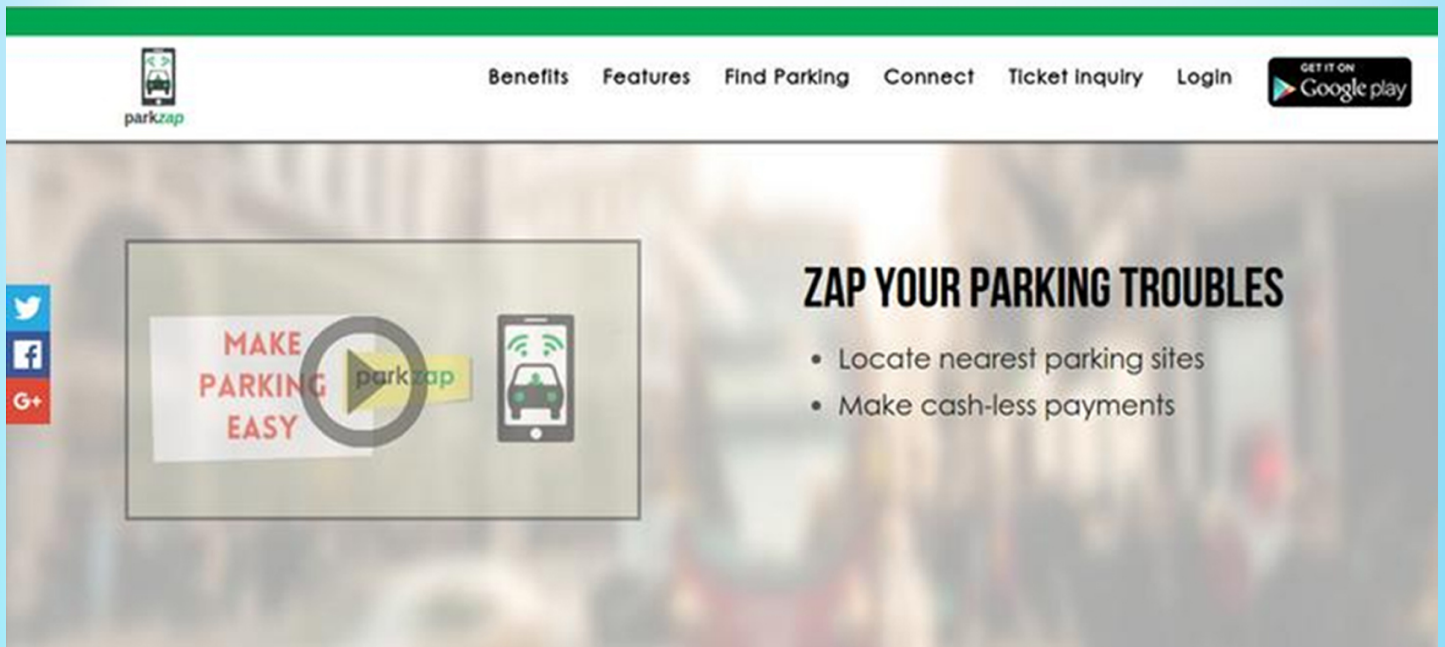 parkzap
Benefits Features Find Parking Connect Ticket Inquiry Login
GET IT ON
Google play
MAKE
PARKING
EASY
parkzap
G+
ZAP YOUR PARKING TROUBLES
• Locate nearest parking sites
• Make cash-less payments